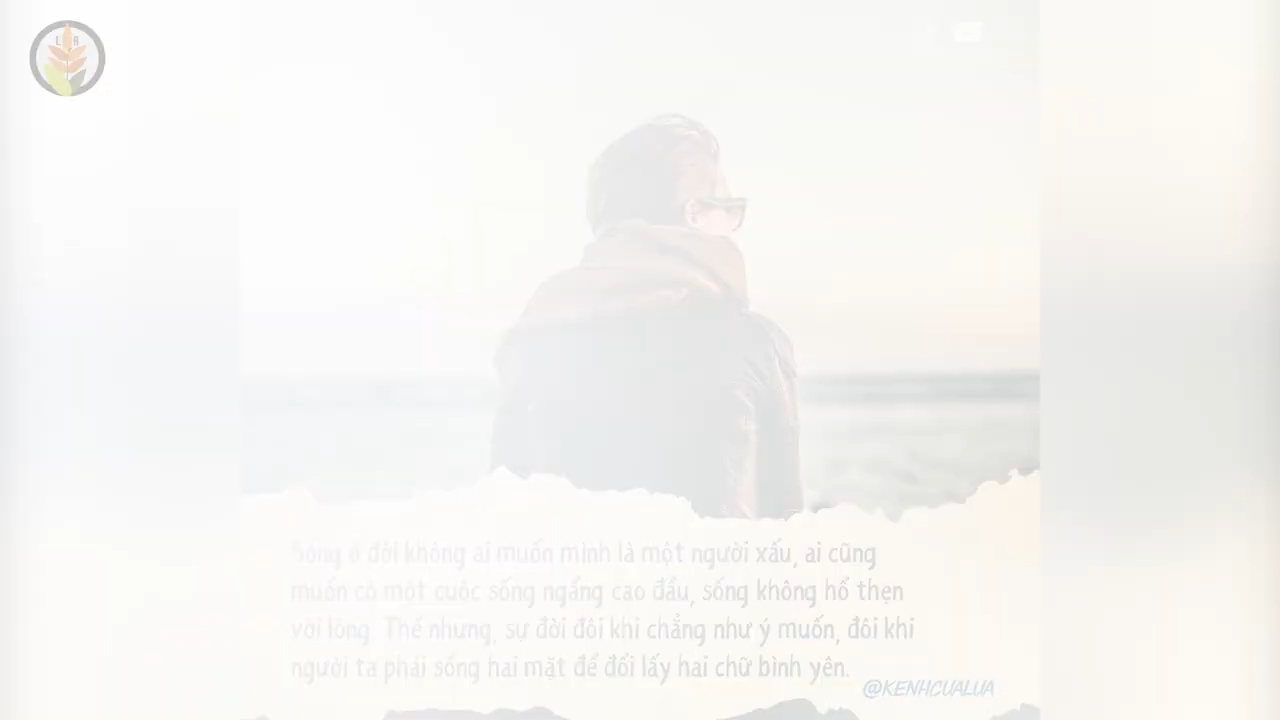 L A
Sống ở đời không ai muốn mình là một người xấu, ai cũng
muốn có một cuộc sống ngẩng cao đầu, sống không hổ thẹn
với lòng. Thế nhưng, sự đời đôi khi chẳng như ý muốn, đôi khi
người ta phải sống hai mặt để đổi lấy hai chữ bình yên.
@KENHCUALUA